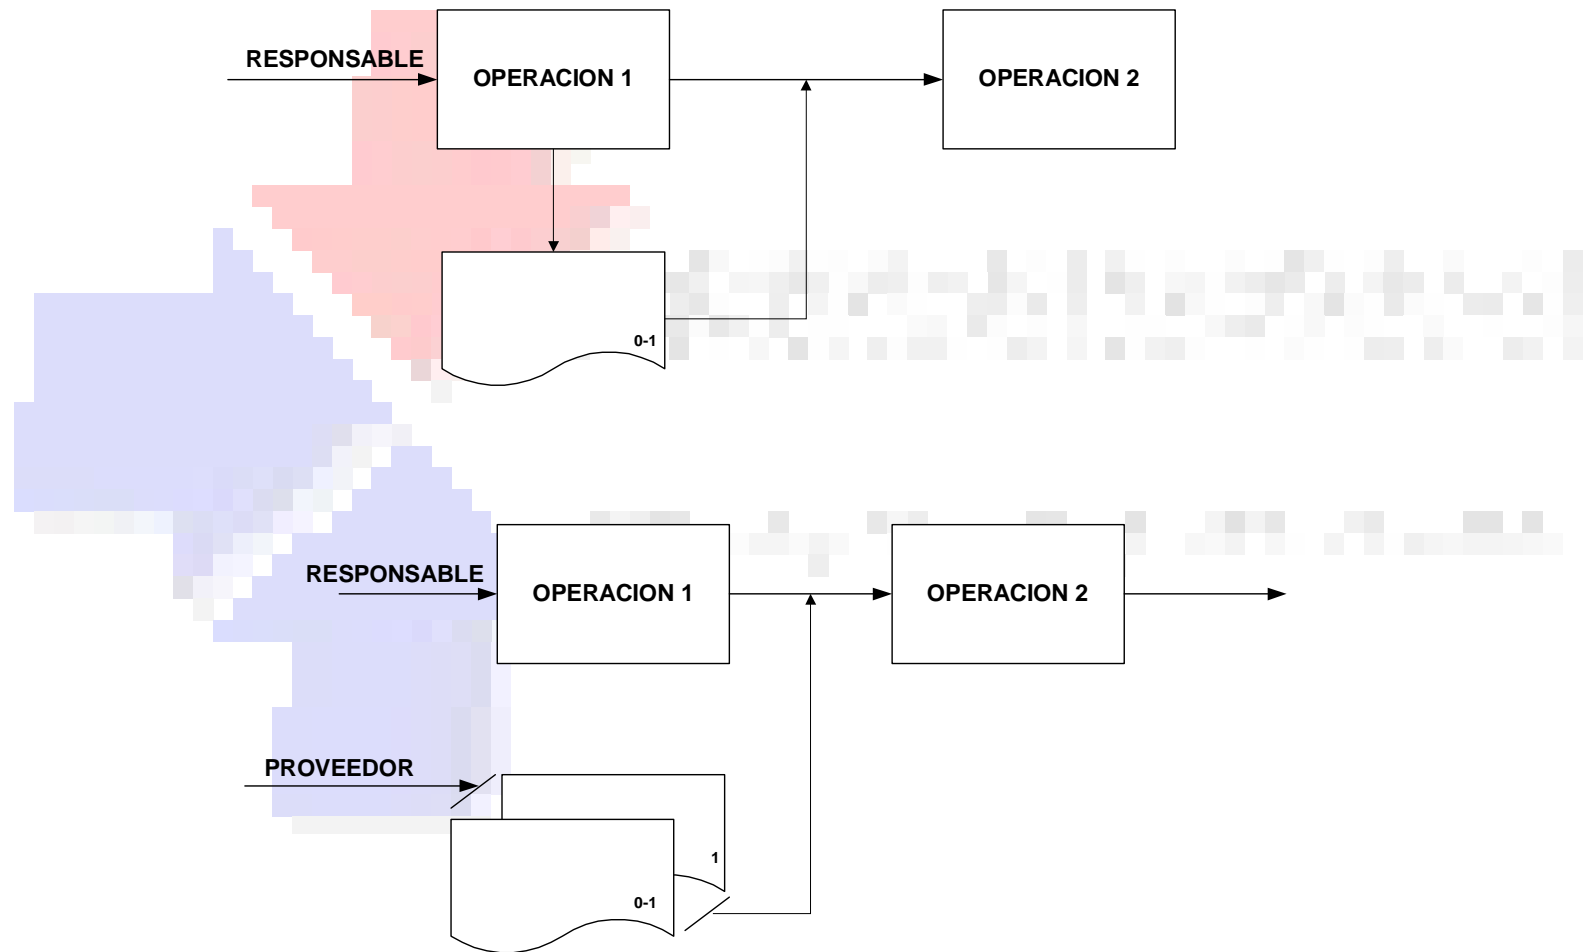 RESPONSABLE
OPERACION 1
OPERACION 2
0-1
RESPONSABLE
OPERACION 1
OPERACION 2
PROVEEDOR
1
0-1